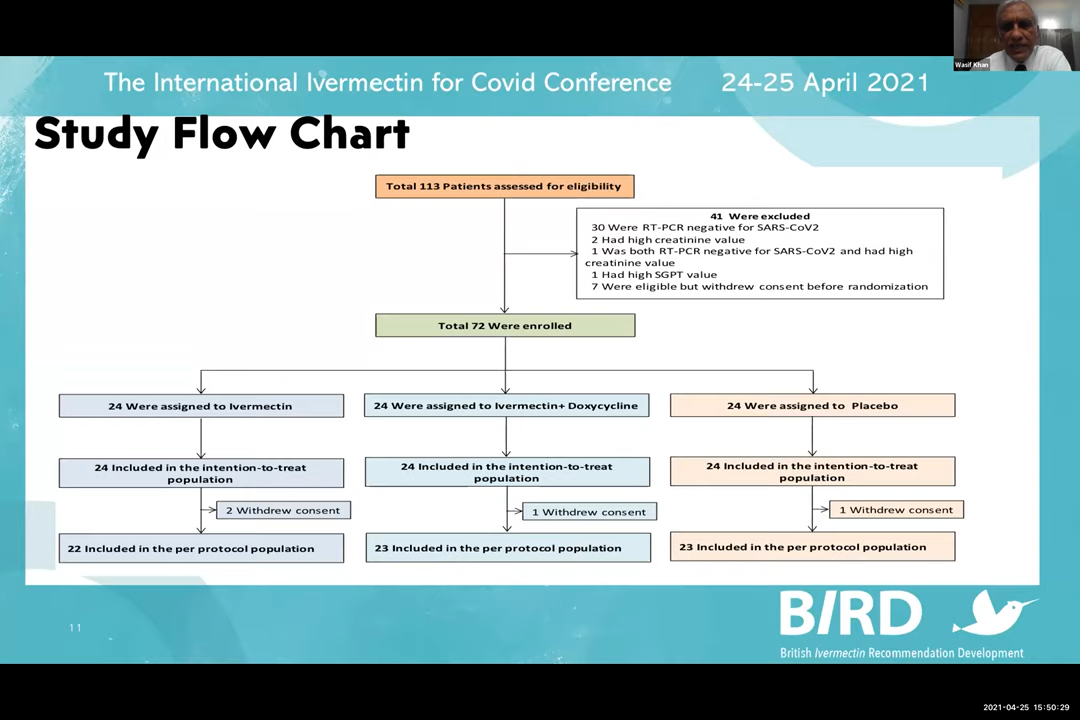 Wasif Khan
The International Ivermectin for Covid Conference 24-25 April 2021
Study Flow Chart
Total 113 Patients assessed for eligibility
41 Were excluded
30 Were RT-PCR negative for SARS-CoV2
2 Had high creatinine value
1 Was both RT-PCR negative for SARS-CoV2 and had high
creatinine value
1 Had high SGPT value
7 Were eligible but withdrew consent before randomization
Total 72 Were enrolled
24 Were assigned to Ivermectin
24 Were assigned to Ivermectin+ Doxycycline
24 Were assigned to Placebo
24 Included in the intention-to-treat
population
24 Included in the intention-to-treat
population
24 Included in the intention-to-treat
population
2 Withdrew consent
1 Withdrew consent
1 Withdrew consent
22 Included in the per protocol population
23 Included in the per protocol population
23 Included in the per protocol population
11
BIRD
British Ivermectin Recommendation Development
2021-04-25 15:50:29